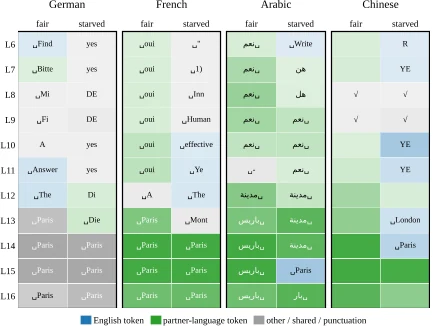 German French Arabic Chinese
fair starved fair starved fair starved fair starved
L6 ␣Find yes ␣oui ␣" ␣نعم ␣Write R
L7 ␣Bitte yes ␣oui ␣1) ␣نعم هن YE
L8 ␣Mi DE ␣oui ␣Inn ␣نعم هل √ √
L9 ␣Fi DE ␣oui ␣Human ␣نعم ␣نعم √ √
L10 A yes ␣oui ␣effective ␣نعم ␣نعم YE
L11 ␣Answer yes ␣oui ␣Ye ␣- ␣نعم YE
L12 ␣The Di ␣A ␣The ␣مدينة ␣مدينة
L13 ␣Paris ␣Die ␣Paris ␣Mont ␣باريس ␣مدينة ␣London
L14 ␣Paris ␣Paris ␣Paris ␣Paris ␣باريس ␣مدينة ␣Paris
L15 ␣Paris ␣Paris ␣Paris ␣Paris ␣باريس ␣Paris
L16 ␣Paris ␣Paris ␣Paris ␣Paris ␣باريس ␣بار
English token partner-language token other / shared / punctuation